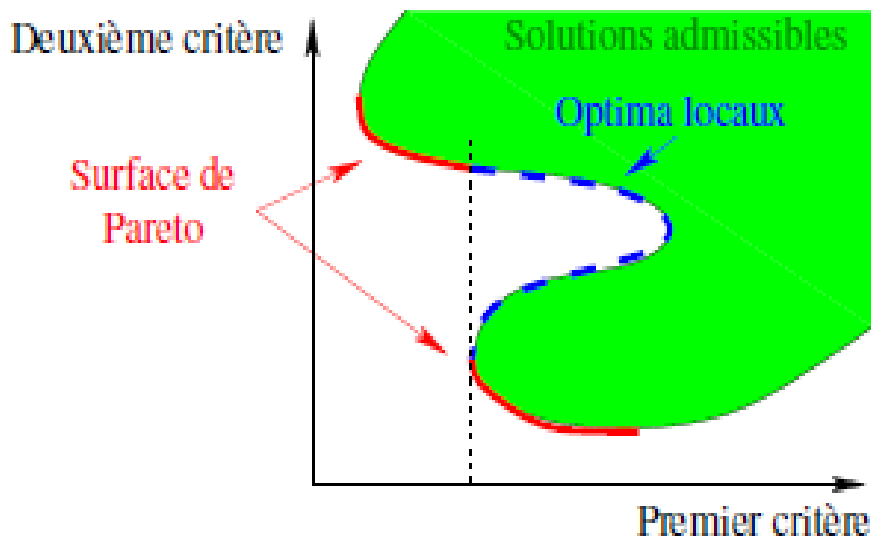 Deuxième critère
Solutions admissibles
Optima locaux
Surface de
Pareto
Premier critère